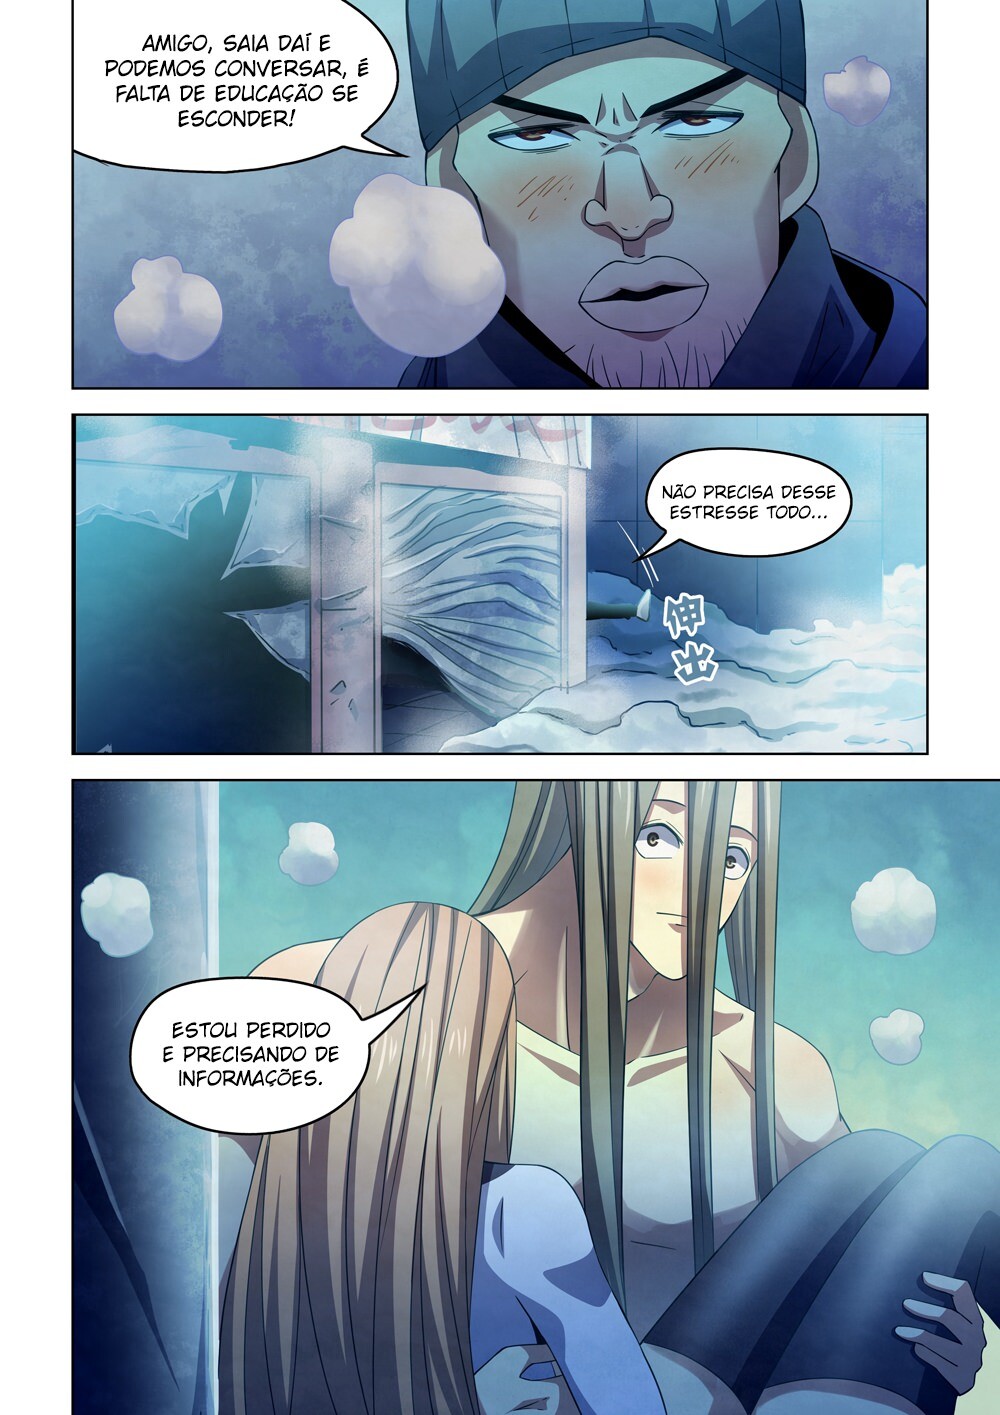 AMIGO, SAIA DAÍ E
PODEMOS CONVERSAR, É
FALTA DE EDUCAÇÃO SE
ESCONDER!
NÃO PRECISA DESSE
ESTRESSE TODO...
伸
出
ESTOU PERDIDO
E PRECISANDO DE
INFORMAÇÕES.